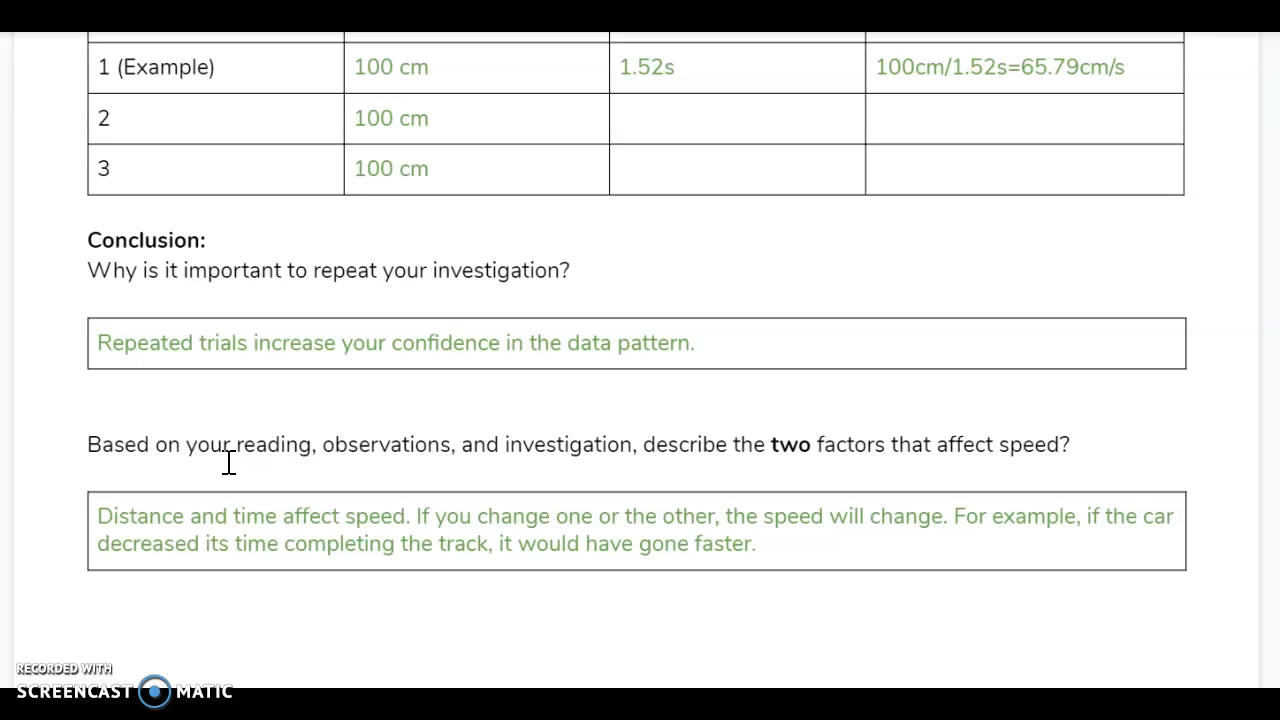 1 (Example) 100 cm 1.52s 100cm/1.52s=65.79cm/s
2 100 cm
3 100 cm
Conclusion:
Why is it important to repeat your investigation?
Repeated trials increase your confidence in the data pattern.
Based on your reading, observations, and investigation, describe the two factors that affect speed?
Distance and time affect speed. If you change one or the other, the speed will change. For example, if the car
decreased its time completing the track, it would have gone faster.
RECORDED WITH
SCREENCAST MATIC